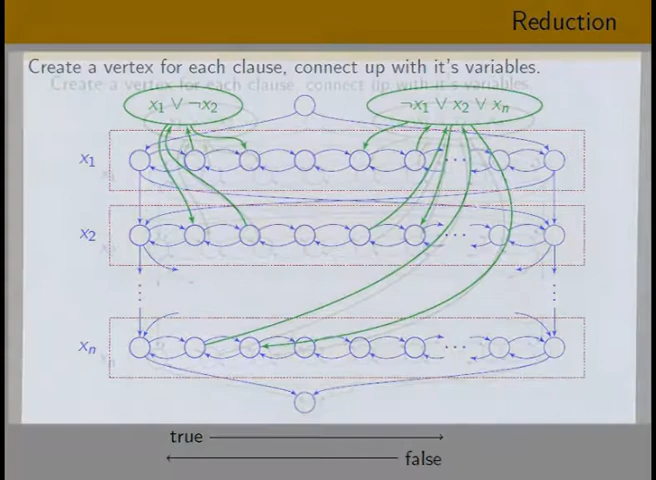 Reduction
Create a vertex for each clause, connect up with it's variables.
x₁ ∨ ¬x₂
¬x₁ ∨ x₂ ∨ xₙ
x₁
...
x₂
...
⋮ ⋮
xₙ
...
true
false